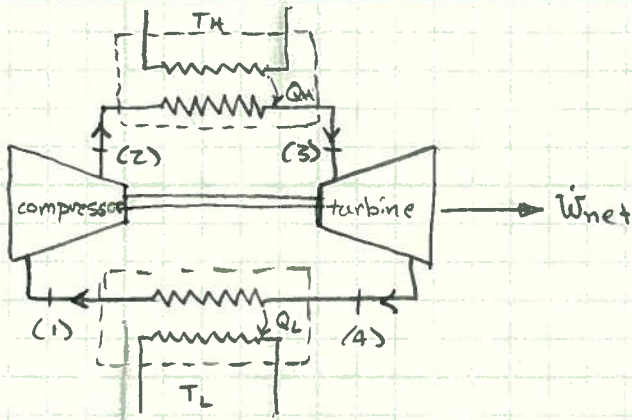 TH
QH
(2)
(3)
compressor
turbine
Ẇnet
(1)
QL
(4)
TL